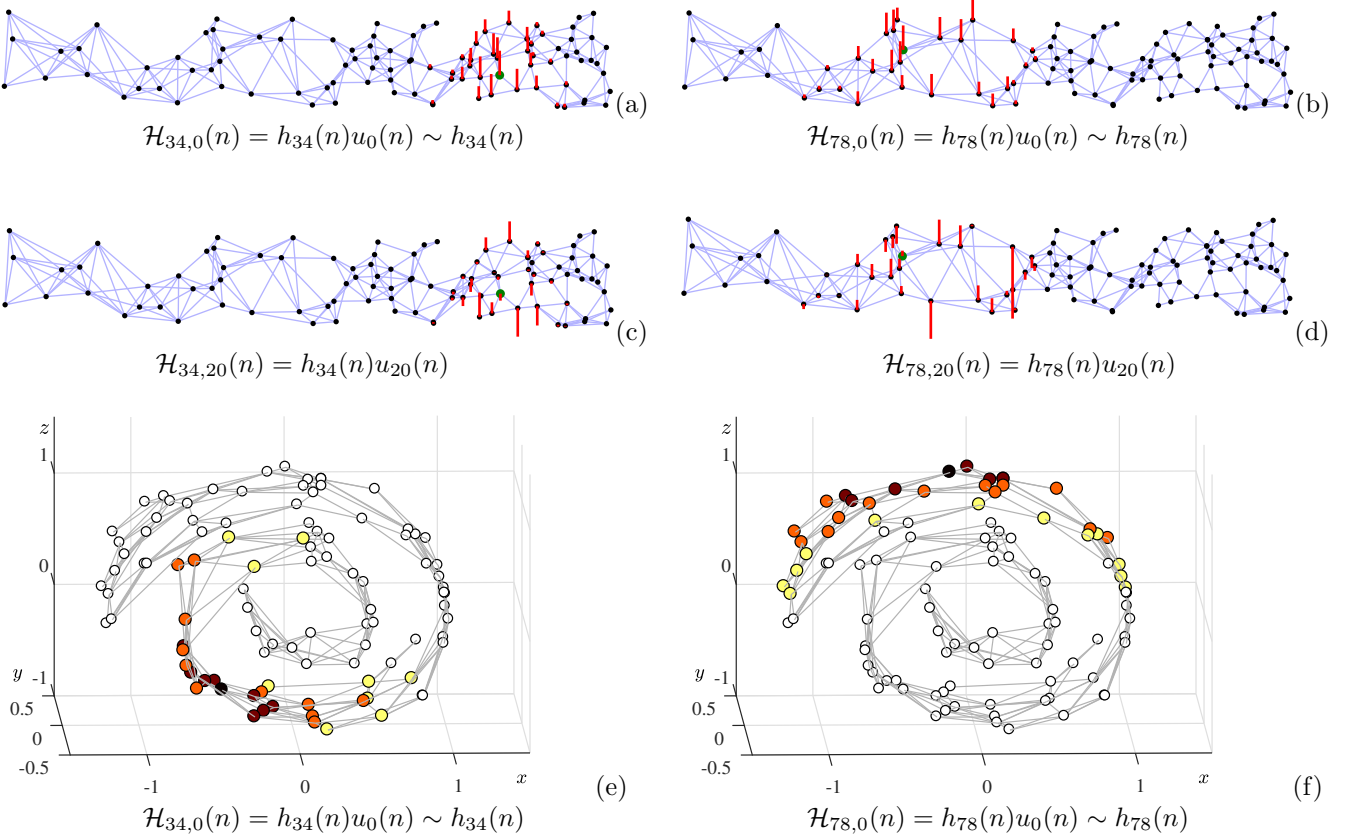 (a)
(b)
ℋ₃₄,₀(n) = h₃₄(n)u₀(n) ∼ h₃₄(n)
ℋ₇₈,₀(n) = h₇₈(n)u₀(n) ∼ h₇₈(n)
(c)
(d)
ℋ₃₄,₂₀(n) = h₃₄(n)u₂₀(n)
ℋ₇₈,₂₀(n) = h₇₈(n)u₂₀(n)
z
1
0
y
-1
0.5
0
-0.5
-1
0
1
x
(e)
z
1
0
y
-1
0.5
0
-0.5
-1
0
1
x
(f)
ℋ₃₄,₀(n) = h₃₄(n)u₀(n) ∼ h₃₄(n)
ℋ₇₈,₀(n) = h₇₈(n)u₀(n) ∼ h₇₈(n)